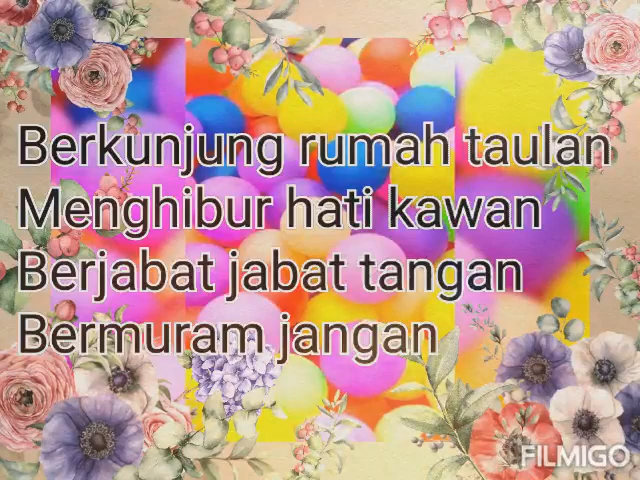 Berkunjung rumah taulan
Menghibur hati kawan
Berjabat jabat tangan
Bermuram jangan
FILMIGO